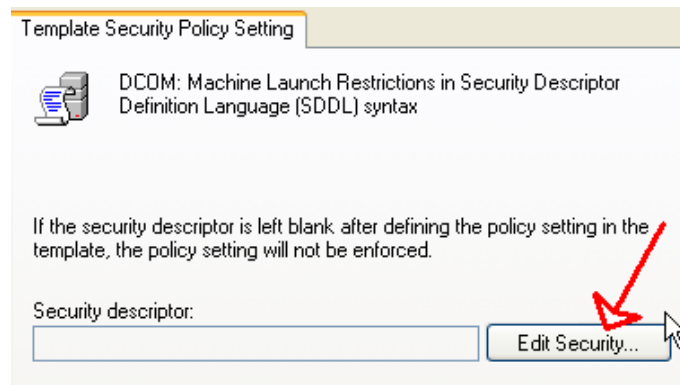 Template Security Policy Setting
DCOM: Machine Launch Restrictions in Security Descriptor
Definition Language (SDDL) syntax
If the security descriptor is left blank after defining the policy setting in the
template, the policy setting will not be enforced.
Security descriptor:
Edit Security...